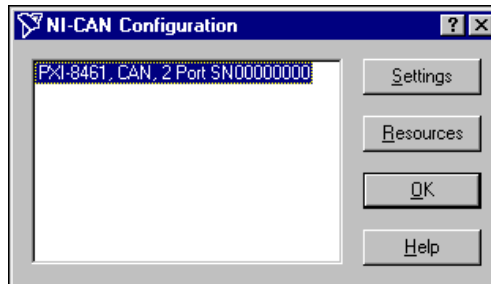 NI-CAN Configuration
PXI-8461, CAN, 2 Port SN00000000
Settings
Resources
OK
Help